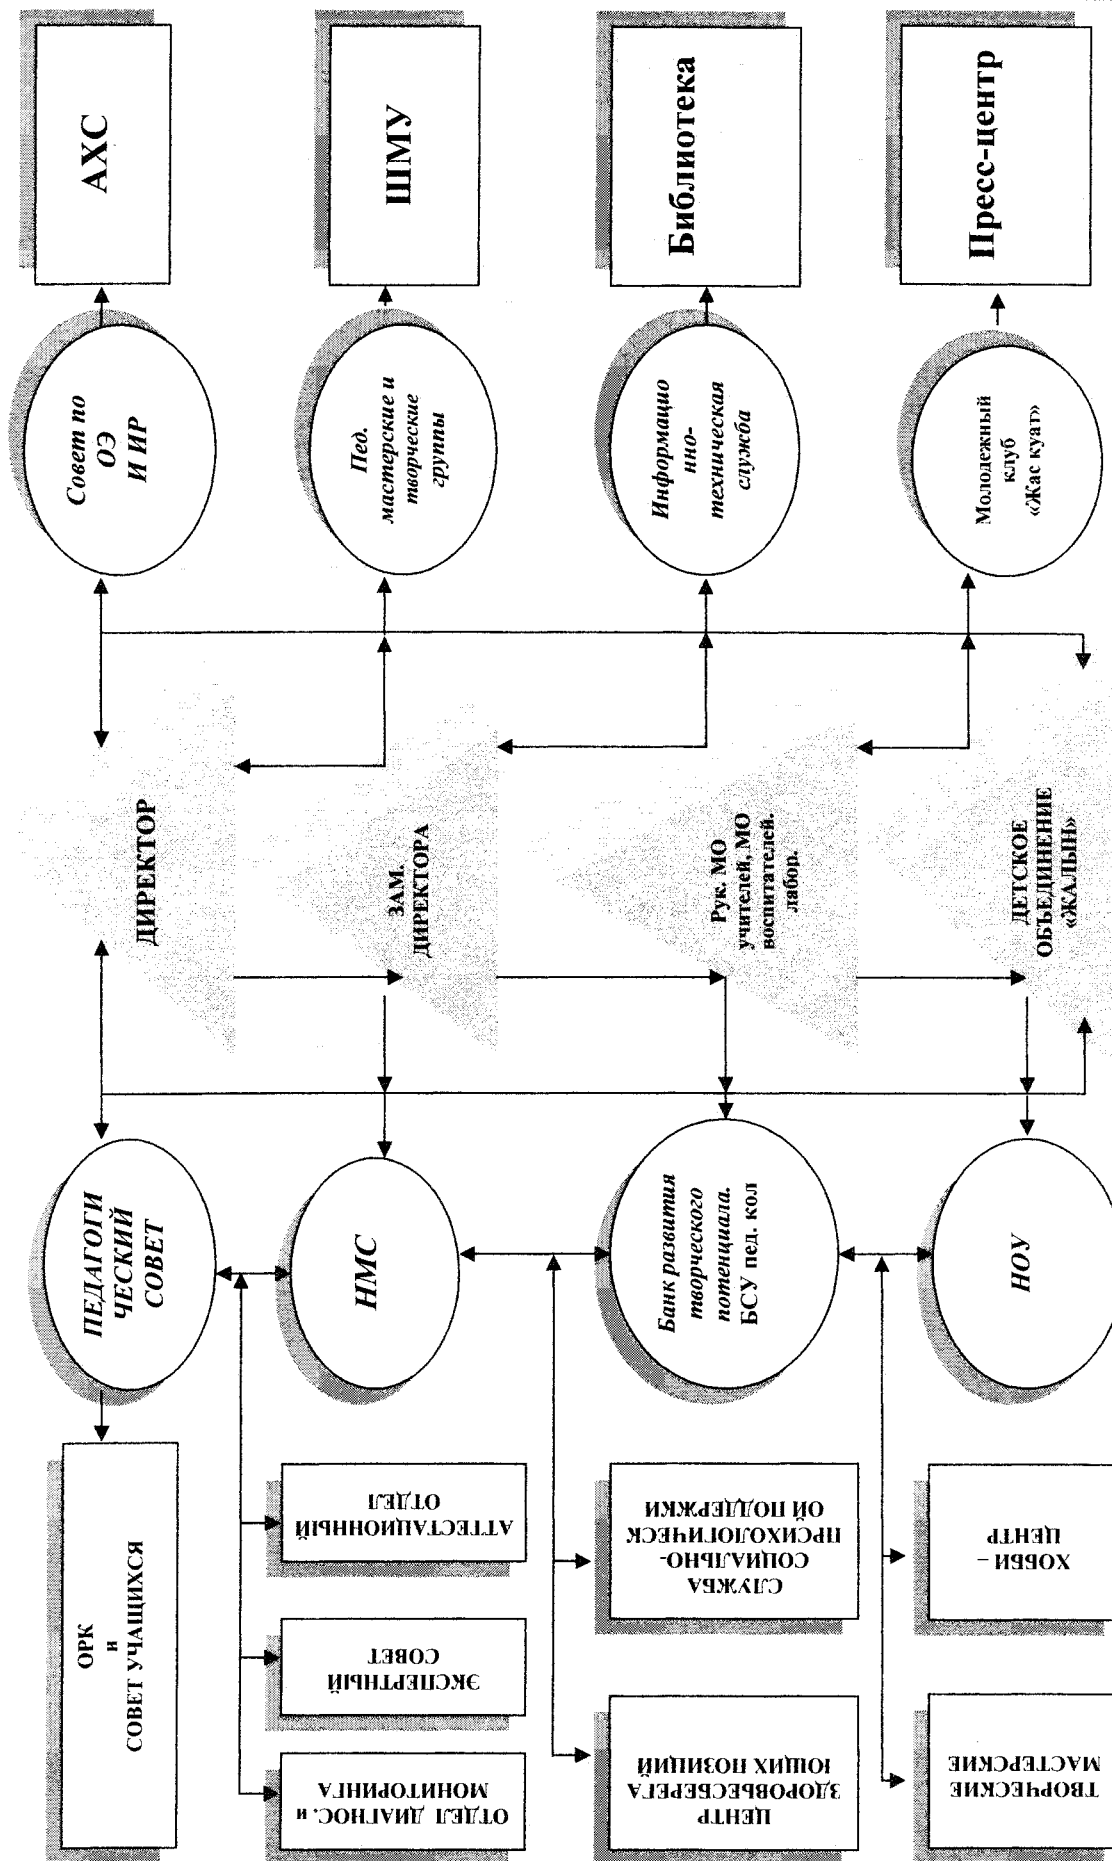 ОРК
и
СОВЕТ УЧАЩИХСЯ
ПЕДАГОГИ
ЧЕСКИЙ
СОВЕТ
ДИРЕКТОР
Совет по
ОЭ
И ИР
АХС
ОТДЕЛ ДИАГНОС. и
МОНИТОРИНГА
ЭКСПЕРТНЫЙ
СОВЕТ
АТТЕСТАЦИОННЫЙ
ОТДЕЛ
НМС
ЗАМ.
ДИРЕКТОРА
Пед.
мастерские и
творческие
группы
ШМУ
ЦЕНТР
ЗДОРОВЬЕСБЕРЕГА
ЮЩИХ ПОЗИЦИЙ
СЛУЖБА
СОЦИАЛЬНО-
ПРСИХОЛОГИЧЕСК
ОЙ ПОДДЕРЖКИ
Банк развития
творческого
потенциала.
БСУ пед. кол
Рук. МО
учителей, МО
воспитателей.
лабор.
Информацио
нно-
техническая
служба
Библиотека
ТВОРЧЕСКИЕ
МАСТЕРСКИЕ
ХОББИ –
ЦЕНТР
НОУ
ДЕТСКОЕ
ОБЪЕДИНЕНИЕ
«ЖАЛЫН»
Молодежный
клуб
«Жас куат»
Пресс-центр